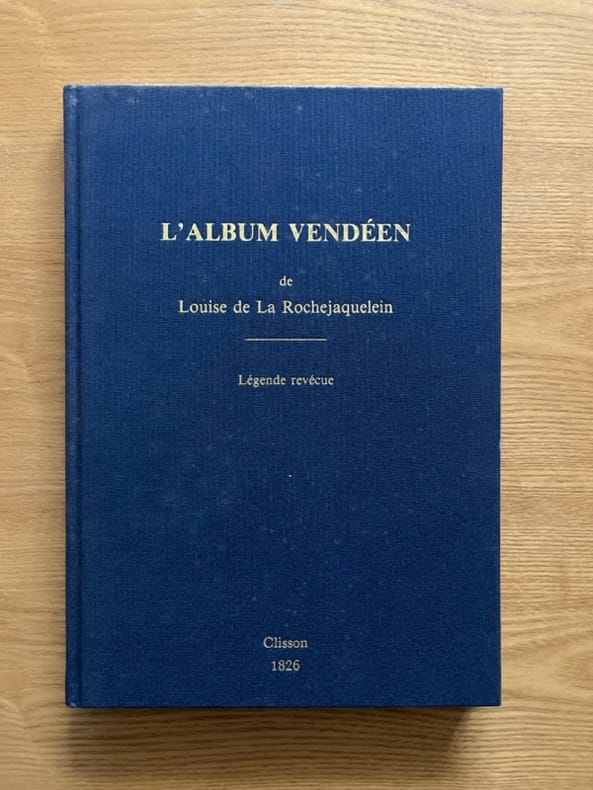 L'ALBUM VENDÉEN
de
Louise de La Rochejaquelein
Légende revécue
Clisson
1826